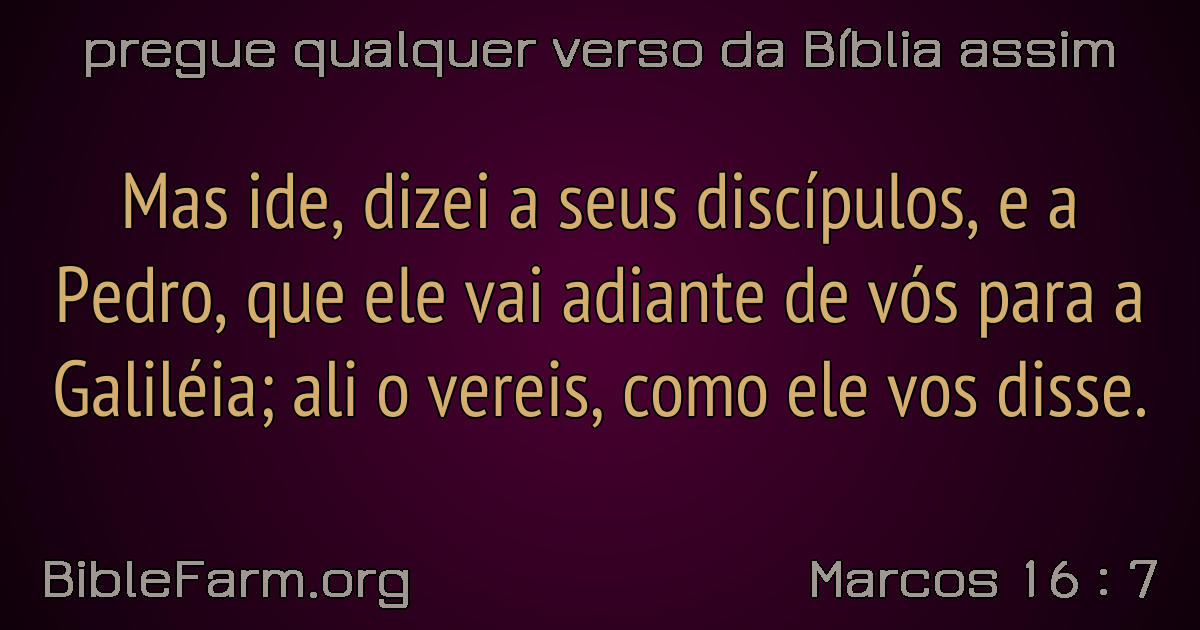 pregue qualquer verso da Bíblia assim
Mas ide, dizei a seus discípulos, e a
Pedro, que ele vai adiante de vós para a
Galiléia; ali o vereis, como ele vos disse.
BibleFarm.org
Marcos 16 : 7